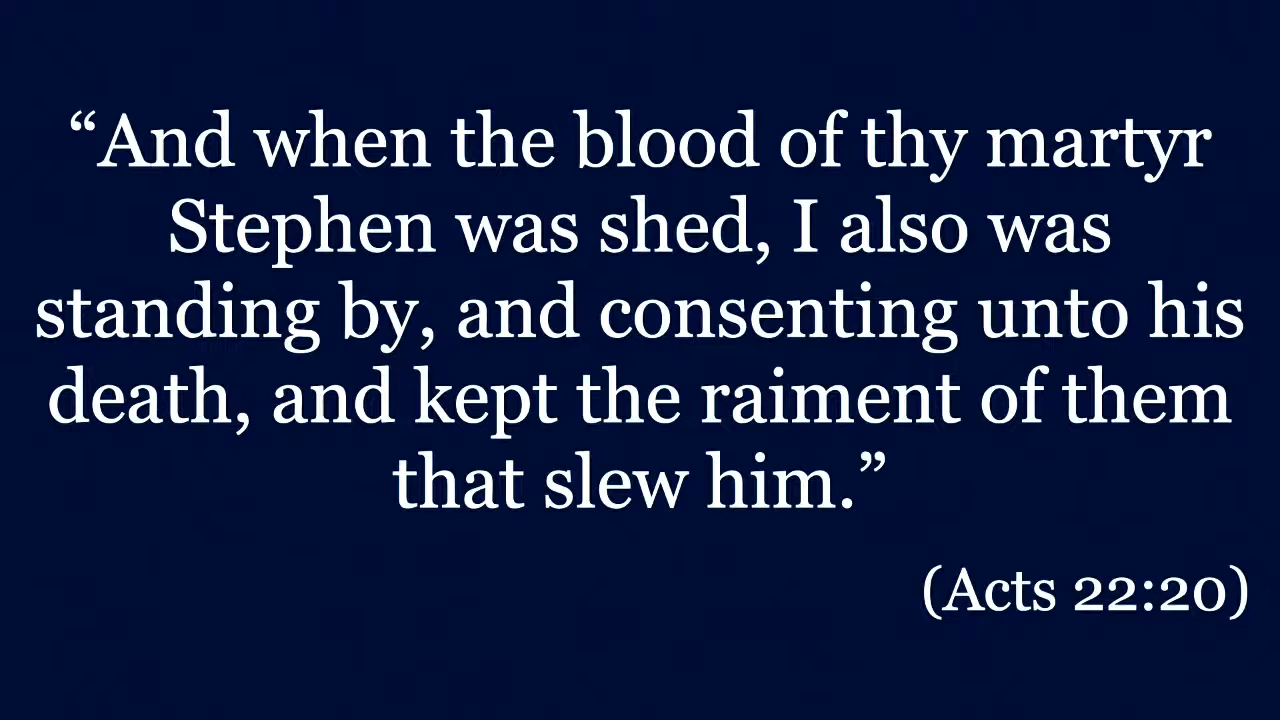 “And when the blood of thy martyr
Stephen was shed, I also was
standing by, and consenting unto his
death, and kept the raiment of them
that slew him.”
(Acts 22:20)